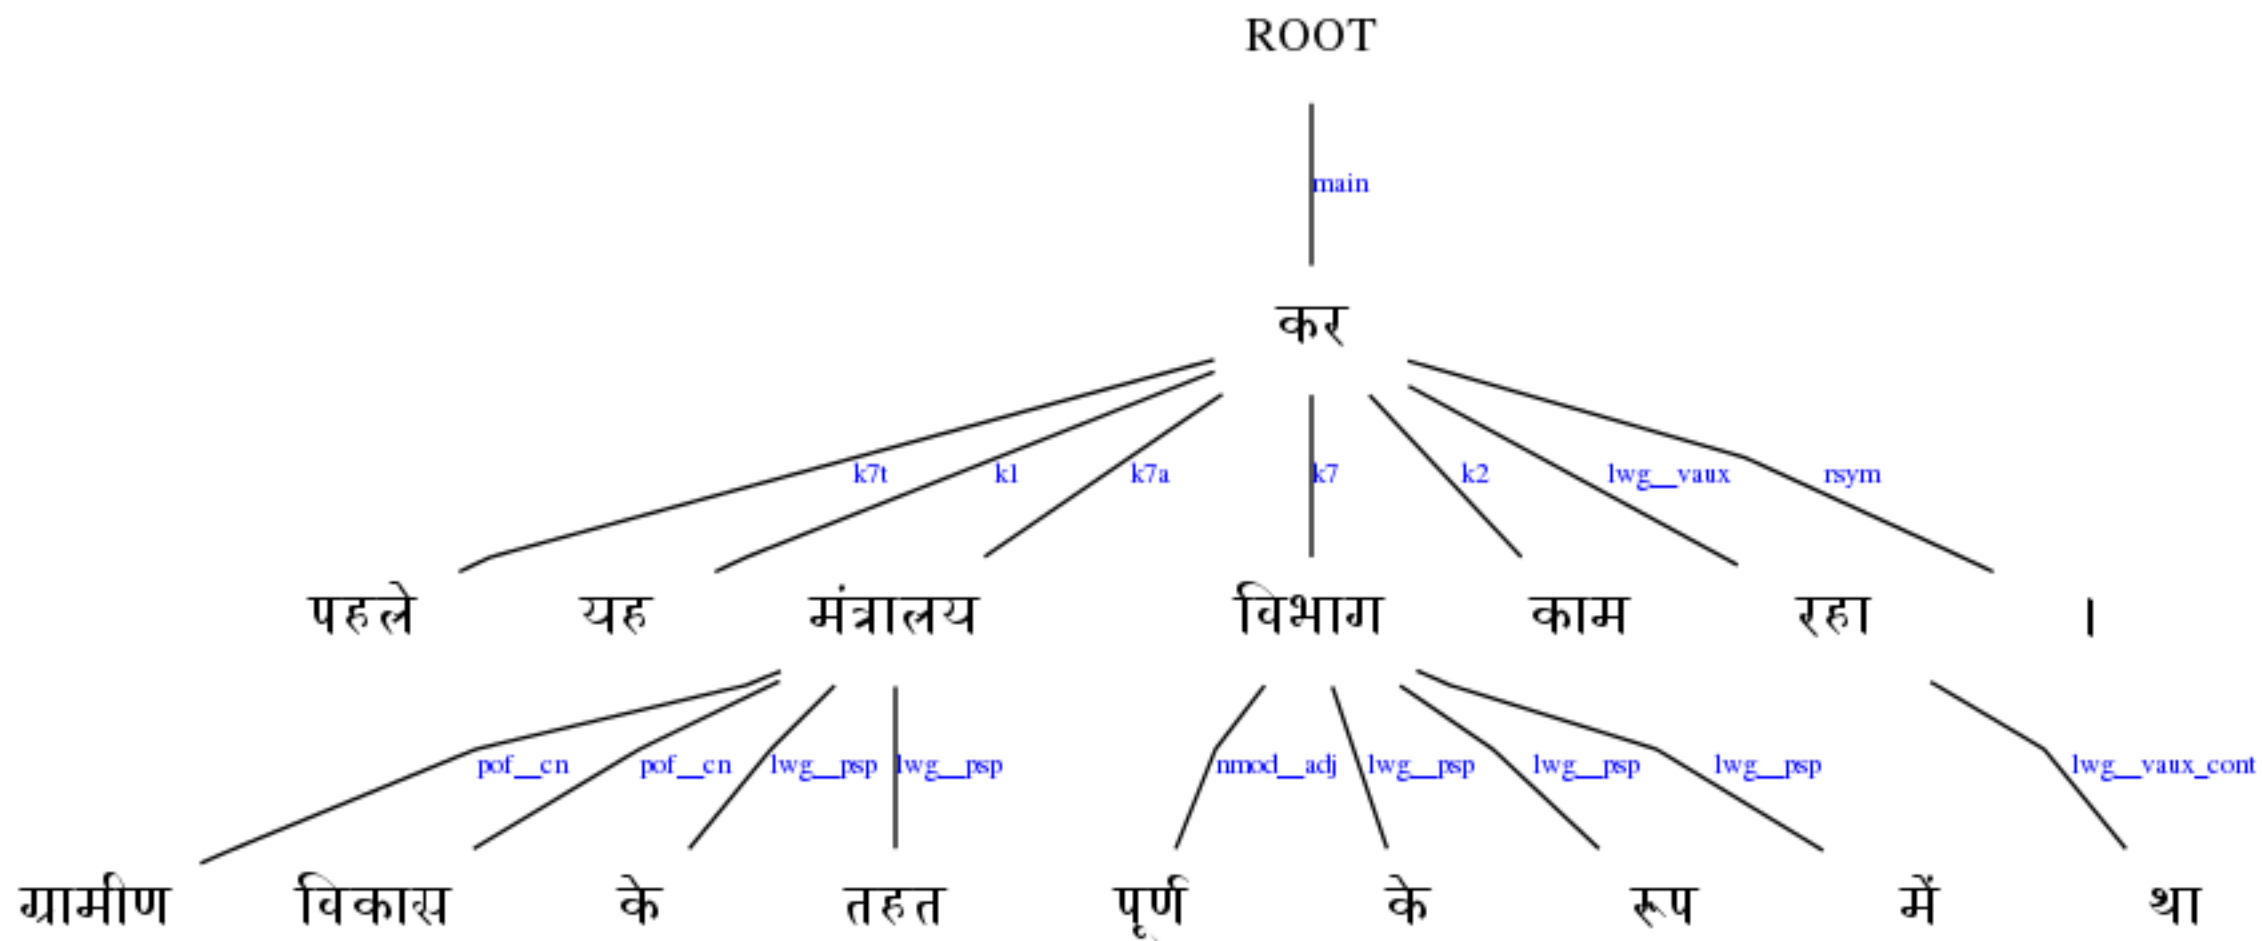 ROOT
main
कर
k7t k1 k7a k7 k2 lwg__vaux rsym
पहले यह मंत्रालय विभाग काम रहा ।
pof__cn pof__cn lwg__psp lwg__psp nmod__adj lwg__psp lwg__psp lwg__psp lwg__vaux_cont
ग्रामीण विकास के तहत पूर्ण के रूप में था